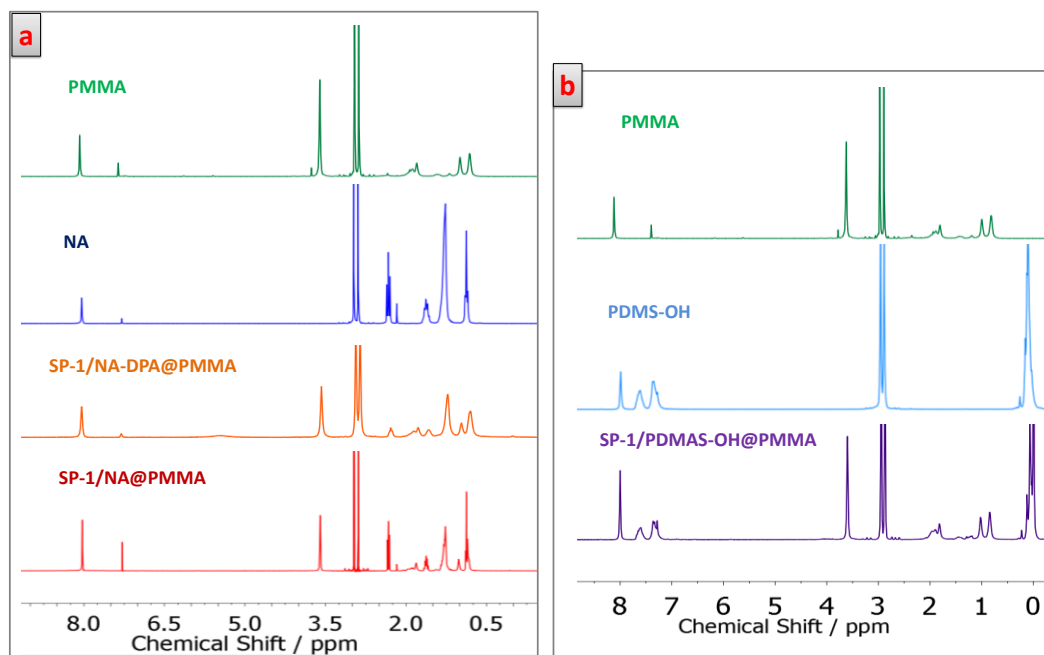 a
PMMA
NA
SP-1/NA-DPA@PMMA
SP-1/NA@PMMA
8.0 6.5 5.0 3.5 2.0 0.5
Chemical Shift / ppm
b
PMMA
PDMS-OH
SP-1/PDMAS-OH@PMMA
8 7 6 5 4 3 2 1 0
Chemical Shift / ppm